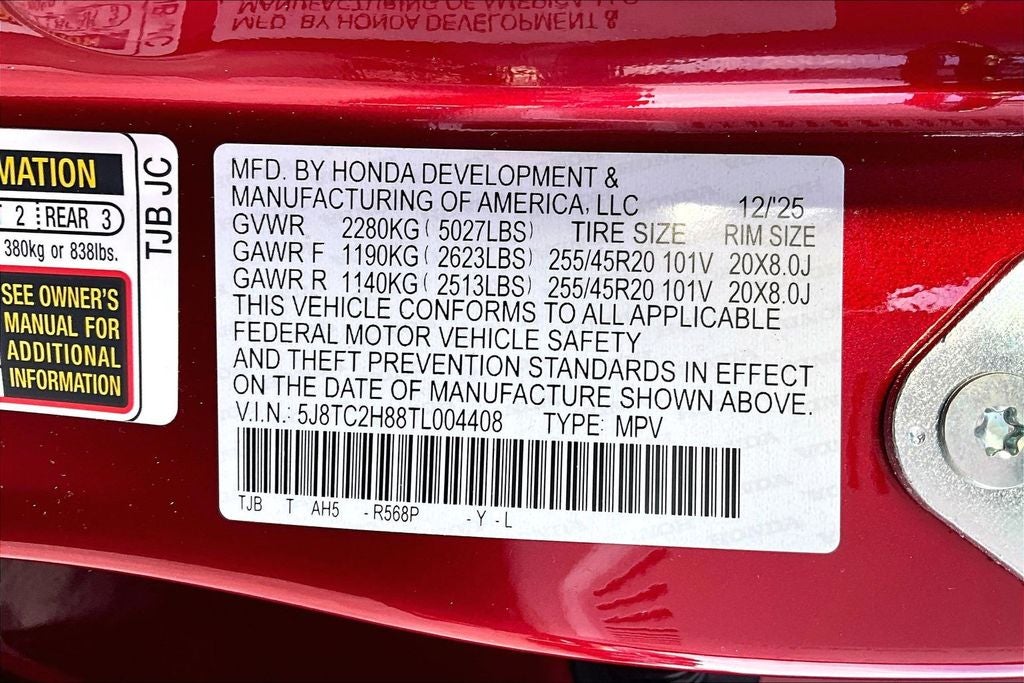 MATION
2 REAR 3
380kg or 838lbs.
SEE OWNER'S
MANUAL FOR
ADDITIONAL
INFORMATION
TJB JC
MFD. BY HONDA DEVELOPMENT &
MANUFACTURING OF AMERICA, LLC 12/'25
GVWR 2280KG ( 5027LBS) TIRE SIZE RIM SIZE
GAWR F 1190KG ( 2623LBS) 255/45R20 101V 20X8.0J
GAWR R 1140KG ( 2513LBS) 255/45R20 101V 20X8.0J
THIS VEHICLE CONFORMS TO ALL APPLICABLE
FEDERAL MOTOR VEHICLE SAFETY
AND THEFT PREVENTION STANDARDS IN EFFECT
ON THE DATE OF MANUFACTURE SHOWN ABOVE.
V.I.N.: 5J8TC2H88TL004408 TYPE: MPV
TJB T AH5 -R568P -Y -L